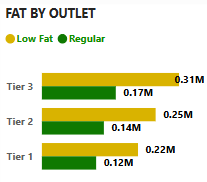 FAT BY OUTLET
Low Fat Regular
Tier 3 0.31M
0.17M
Tier 2 0.25M
0.14M
Tier 1 0.22M
0.12M